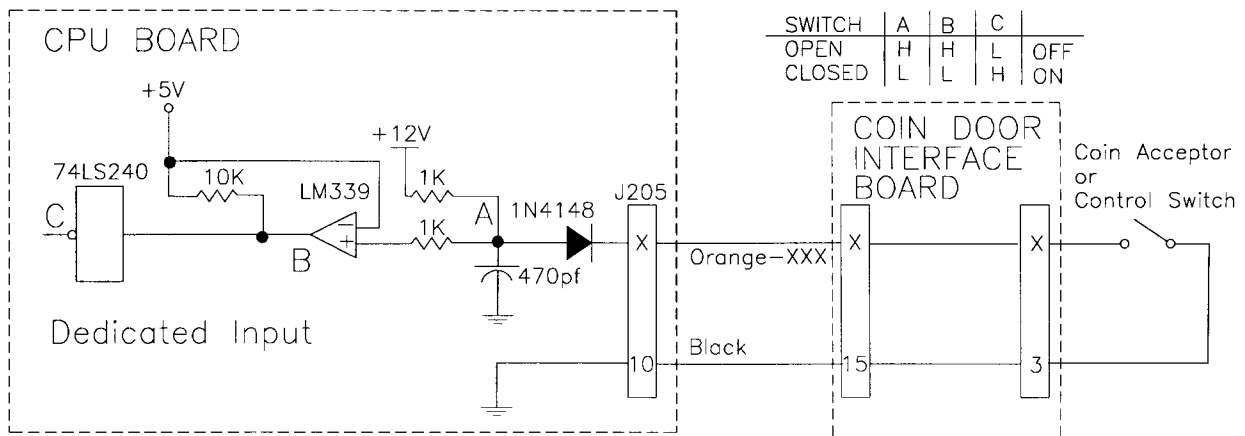 CPU BOARD
SWITCH A B C
OPEN H H L OFF
CLOSED L L H ON
+5V
+12V
COIN DOOR
INTERFACE
BOARD
Coin Acceptor
or
Control Switch
74LS240
10K
LM339
1K
A
1N4148
J205
C
B
−
+
1K
X
Orange-XXX
X
X
470pf
Dedicated Input
10
Black
15
3